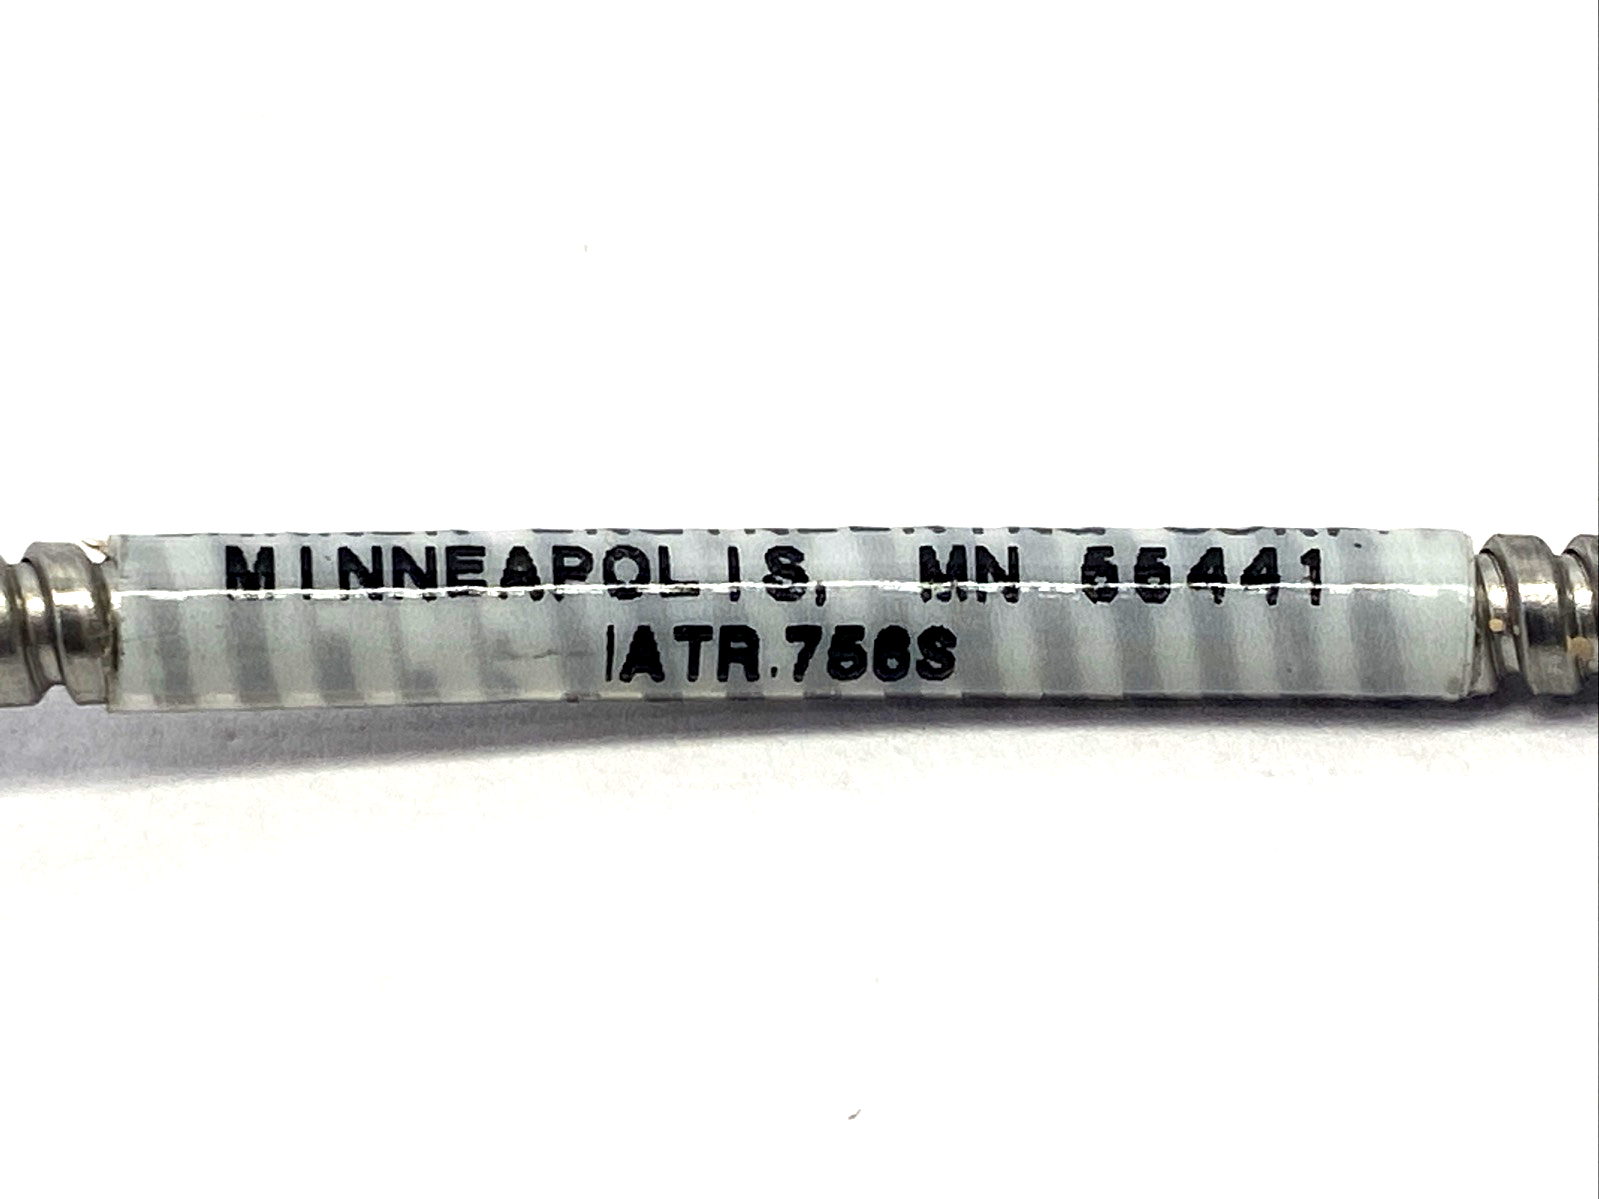 MINNEAPOLIS, MN 55441
IATR.756S